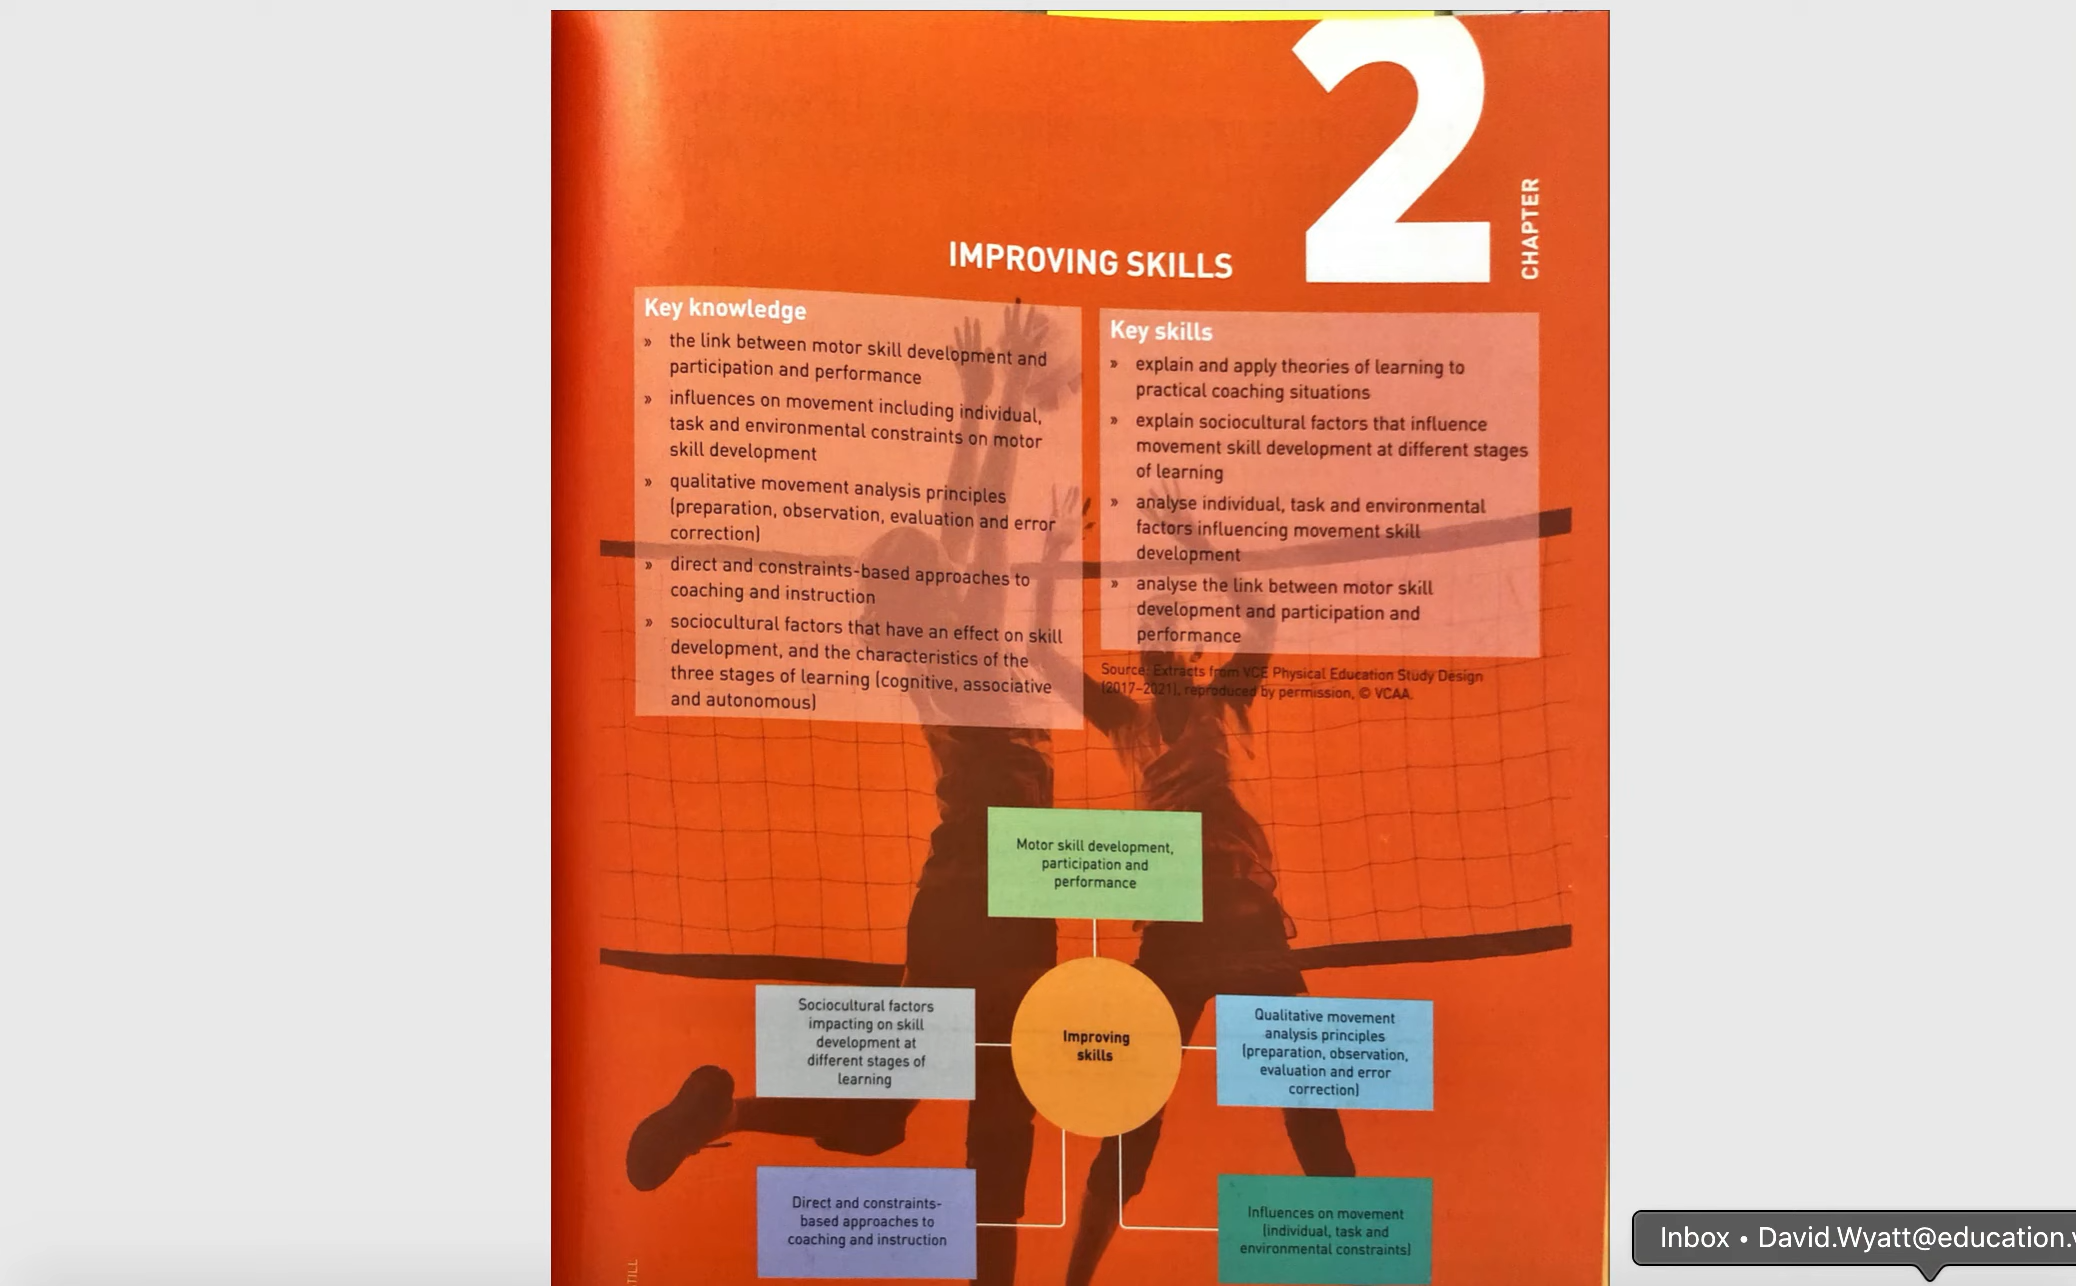 2
CHAPTER
IMPROVING SKILLS
Key knowledge
» the link between motor skill development and
participation and performance
» influences on movement including individual,
task and environmental constraints on motor
skill development
» qualitative movement analysis principles
(preparation, observation, evaluation and error
correction)
» direct and constraints-based approaches to
coaching and instruction
» sociocultural factors that have an effect on skill
development, and the characteristics of the
three stages of learning (cognitive, associative
and autonomous)
Key skills
» explain and apply theories of learning to
practical coaching situations
» explain sociocultural factors that influence
movement skill development at different stages
of learning
» analyse individual, task and environmental
factors influencing movement skill
development
» analyse the link between motor skill
development and participation and
performance
Source: Extracts from VCE Physical Education Study Design
(2017–2021), reproduced by permission, © VCAA.
Motor skill development,
participation and
performance
Sociocultural factors
impacting on skill
development at
different stages of
learning
Improving
skills
Qualitative movement
analysis principles
(preparation, observation,
evaluation and error
correction)
Direct and constraints-
based approaches to
coaching and instruction
Influences on movement
(individual, task and
environmental constraints)
Inbox • David.Wyatt@education.